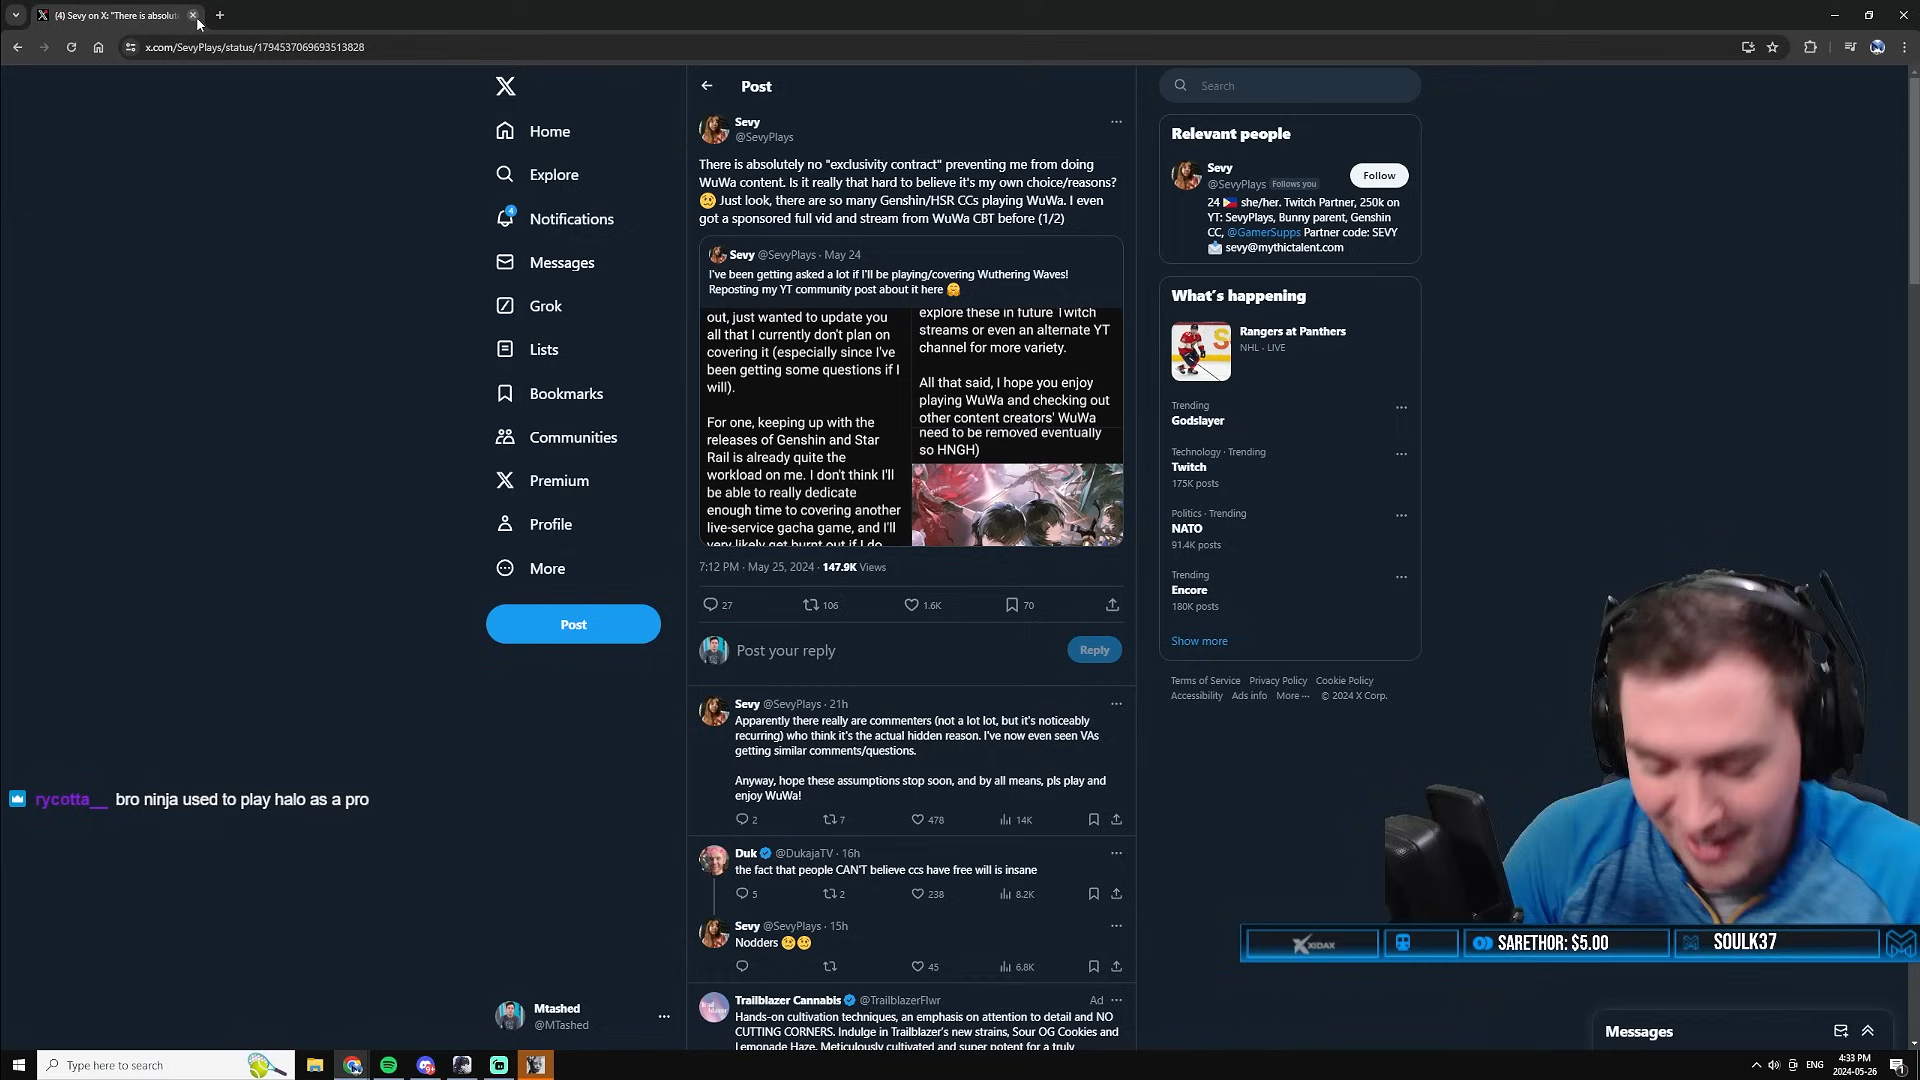 (4) Sevy on X: "There is absolut
x.com/SevyPlays/status/1794537069693513828
Home
Explore
4
Notifications
Messages
Grok
Lists
Bookmarks
Communities
Premium
Profile
More
Post
Mtashed
@MTashed
rycotta__ bro ninja used to play halo as a pro
Post
Sevy
@SevyPlays
There is absolutely no "exclusivity contract" preventing me from doing
WuWa content. Is it really that hard to believe it's my own choice/reasons?
🤨 Just look, there are so many Genshin/HSR CCs playing WuWa. I even
got a sponsored full vid and stream from WuWa CBT before (1/2)
Sevy @SevyPlays · May 24
I've been getting asked a lot if I'll be playing/covering Wuthering Waves!
Reposting my YT community post about it here 🤗
out, just wanted to update you
all that I currently don't plan on
covering it (especially since I've
been getting some questions if I
will).
For one, keeping up with the
releases of Genshin and Star
Rail is already quite the
workload on me. I don't think I'll
be able to really dedicate
enough time to covering another
live-service gacha game, and I'll
very likely get burnt out if I do
explore these in future Twitch
streams or even an alternate YT
channel for more variety.
All that said, I hope you enjoy
playing WuWa and checking out
other content creators' WuWa
need to be removed eventually
so HNGH)
7:12 PM · May 25, 2024 · 147.9K Views
27 106 1.6K 70
Post your reply
Reply
Sevy @SevyPlays · 21h
Apparently there really are commenters (not a lot lot, but it's noticeably
recurring) who think it's the actual hidden reason. I've now even seen VAs
getting similar comments/questions.
Anyway, hope these assumptions stop soon, and by all means, pls play and
enjoy WuWa!
2 7 478 14K
Duk @DukajaTV · 16h
the fact that people CAN'T believe ccs have free will is insane
5 2 238 8.2K
Sevy @SevyPlays · 15h
Nodders 🤨🤨
45 6.8K
Trailblazer Cannabis @TrailblazerFlwr Ad
Hands-on cultivation techniques, an emphasis on attention to detail and NO
CUTTING CORNERS. Indulge in Trailblazer's new strains, Sour OG Cookies and
Lemonade Haze. Meticulously cultivated and super potent for a truly
Search
Relevant people
Sevy
@SevyPlays Follows you
Follow
24 🇵🇭 she/her. Twitch Partner, 250k on
YT: SevyPlays, Bunny parent, Genshin
CC, @GamerSupps Partner code: SEVY
📩 sevy@mythictalent.com
What's happening
Rangers at Panthers
NHL · LIVE
Trending
Godslayer
Technology · Trending
Twitch
175K posts
Politics · Trending
NATO
91.4K posts
Trending
Encore
180K posts
Show more
Terms of Service Privacy Policy Cookie Policy
Accessibility Ads info More ··· © 2024 X Corp.
XIDAX
SARETHOR: $5.00
SOULK37
Messages
Type here to search
ENG
4:33 PM
2024-05-26